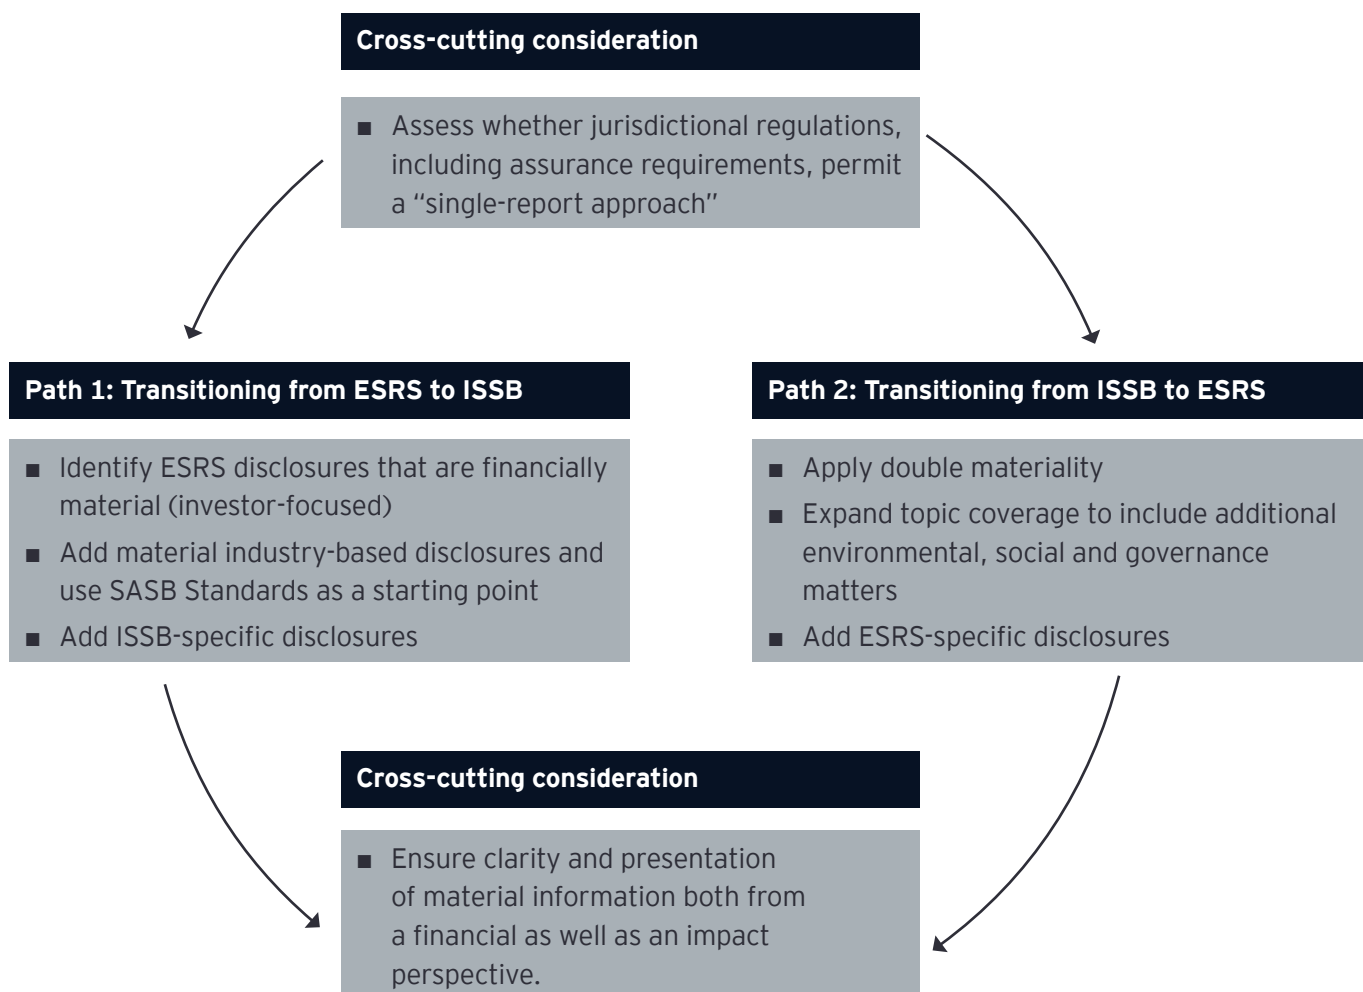 Cross-cutting consideration
■ Assess whether jurisdictional regulations,
including assurance requirements, permit
a “single-report approach”
Path 1: Transitioning from ESRS to ISSB
■ Identify ESRS disclosures that are financially
material (investor-focused)
■ Add material industry-based disclosures and
use SASB Standards as a starting point
■ Add ISSB-specific disclosures
Path 2: Transitioning from ISSB to ESRS
■ Apply double materiality
■ Expand topic coverage to include additional
environmental, social and governance
matters
■ Add ESRS-specific disclosures
Cross-cutting consideration
■ Ensure clarity and presentation
of material information both from
a financial as well as an impact
perspective.